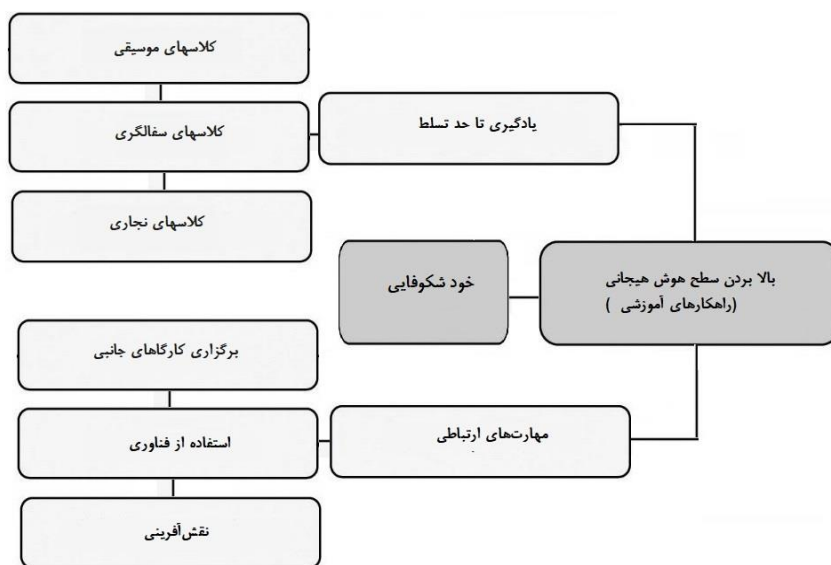 کلاسهای موسیقی
کلاسهای سفالگری
یادگیری تا حد تسلط
کلاسهای نجاری
بالا بردن سطح هوش هیجانی
(راهکارهای آموزشی )
خود شکوفایی
برگزاری کارگاهای جانبی
استفاده از فناوری
مهارت‌های ارتباطی
نقش‌آفرینی